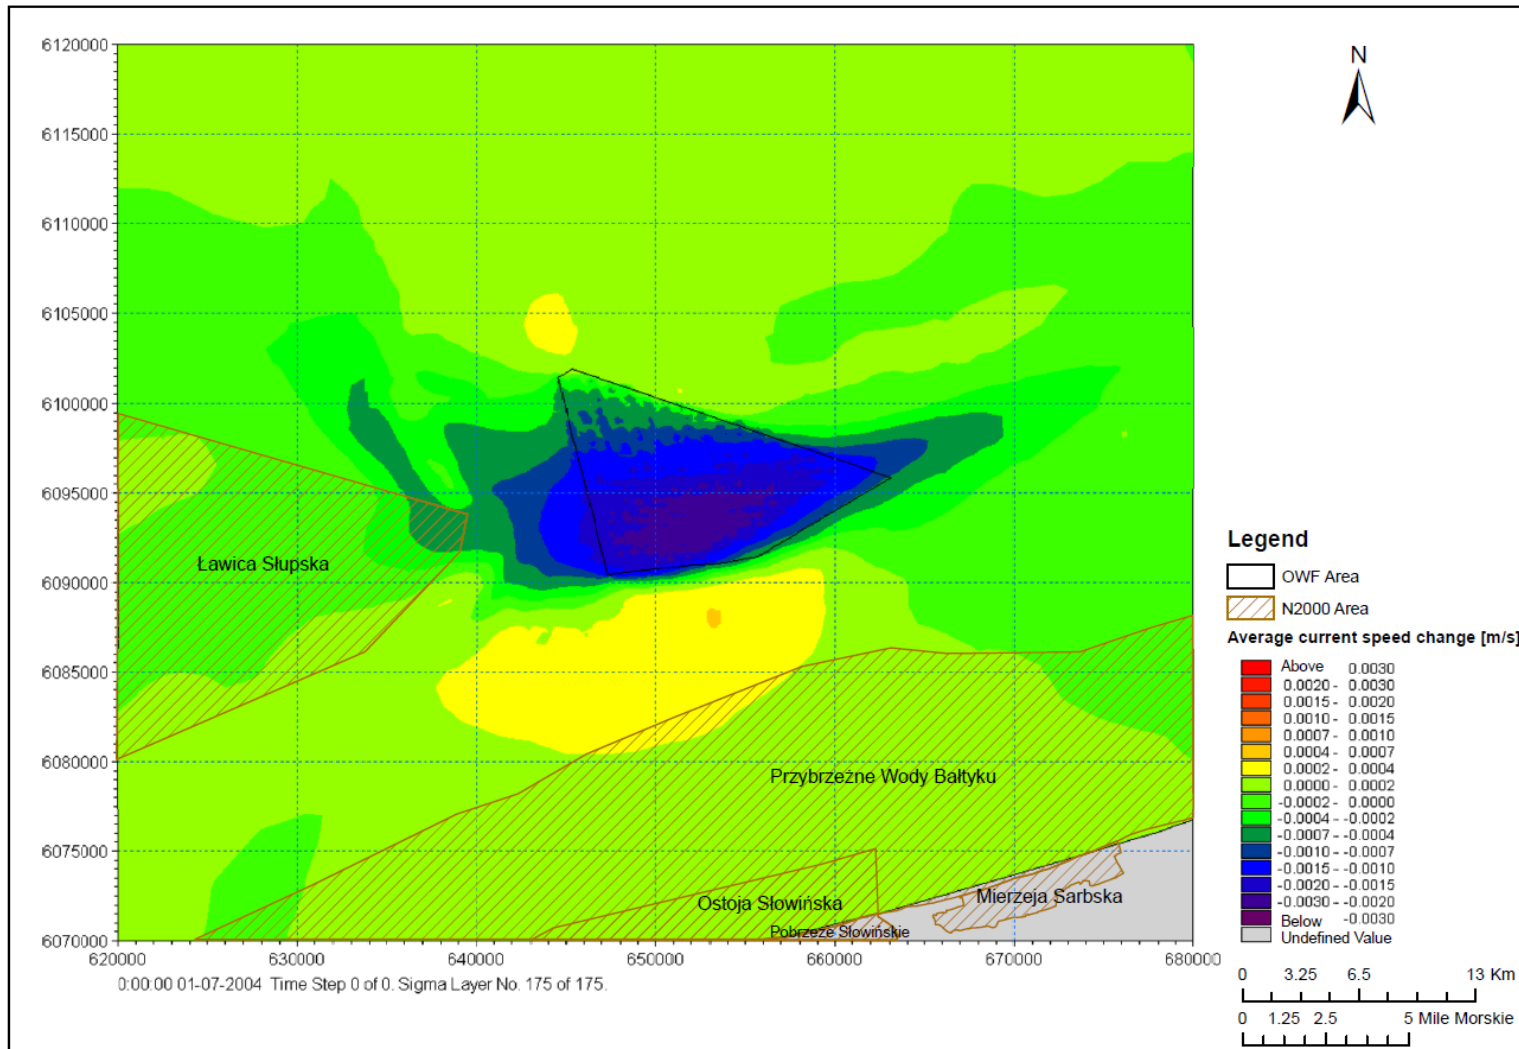 6120000
6115000
6110000
6105000
6100000
6095000
6090000
6085000
6080000
6075000
6070000
620000 630000 640000 650000 660000 670000 680000
0:00:00 01-07-2004 Time Step 0 of 0. Sigma Layer No. 175 of 175.
Ławica Słupska
Przybrzeżne Wody Bałtyku
Ostoja Słowińska
Mierzeja Sarbska
Pobrzeże Słowińskie
N
Legend
OWF Area
N2000 Area
Average current speed change [m/s]
Above 0.0030
0.0020 - 0.0030
0.0015 - 0.0020
0.0010 - 0.0015
0.0007 - 0.0010
0.0004 - 0.0007
0.0002 - 0.0004
0.0000 - 0.0002
-0.0002 - 0.0000
-0.0004 - -0.0002
-0.0007 - -0.0004
-0.0010 - -0.0007
-0.0015 - -0.0010
-0.0020 - -0.0015
-0.0030 - -0.0020
Below -0.0030
Undefined Value
0 3.25 6.5 13 Km
0 1.25 2.5 5 Mile Morskie